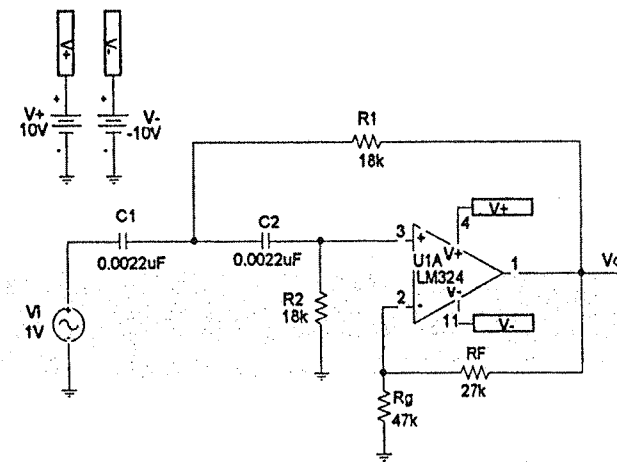 V+
V-
+
+
V+
10V
V-
-10V
-
-
R1
18k
C1
0.0022uF
C2
0.0022uF
3
+
4
V+
V+
U1A
LM324
1
Vo
R2
18k
2
-
V-
11
V-
Vi
1V
+
-
RF
27k
Rg
47k